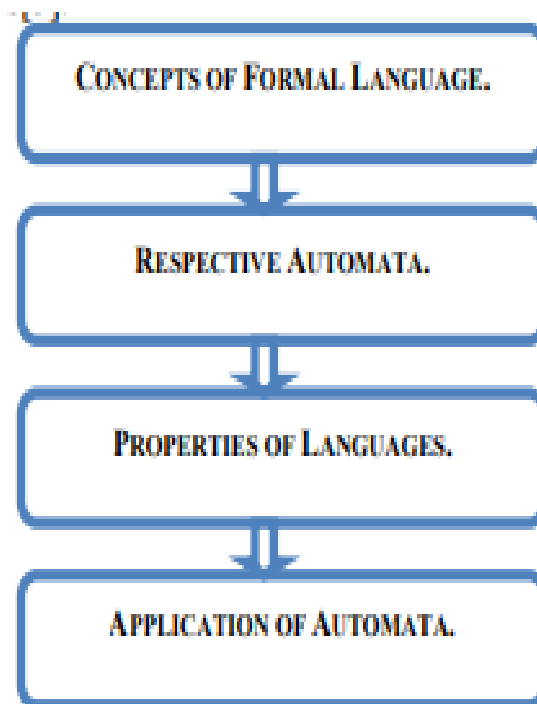 CONCEPTS OF FORMAL LANGUAGE.
RESPECTIVE AUTOMATA.
PROPERTIES OF LANGUAGES.
APPLICATION OF AUTOMATA.